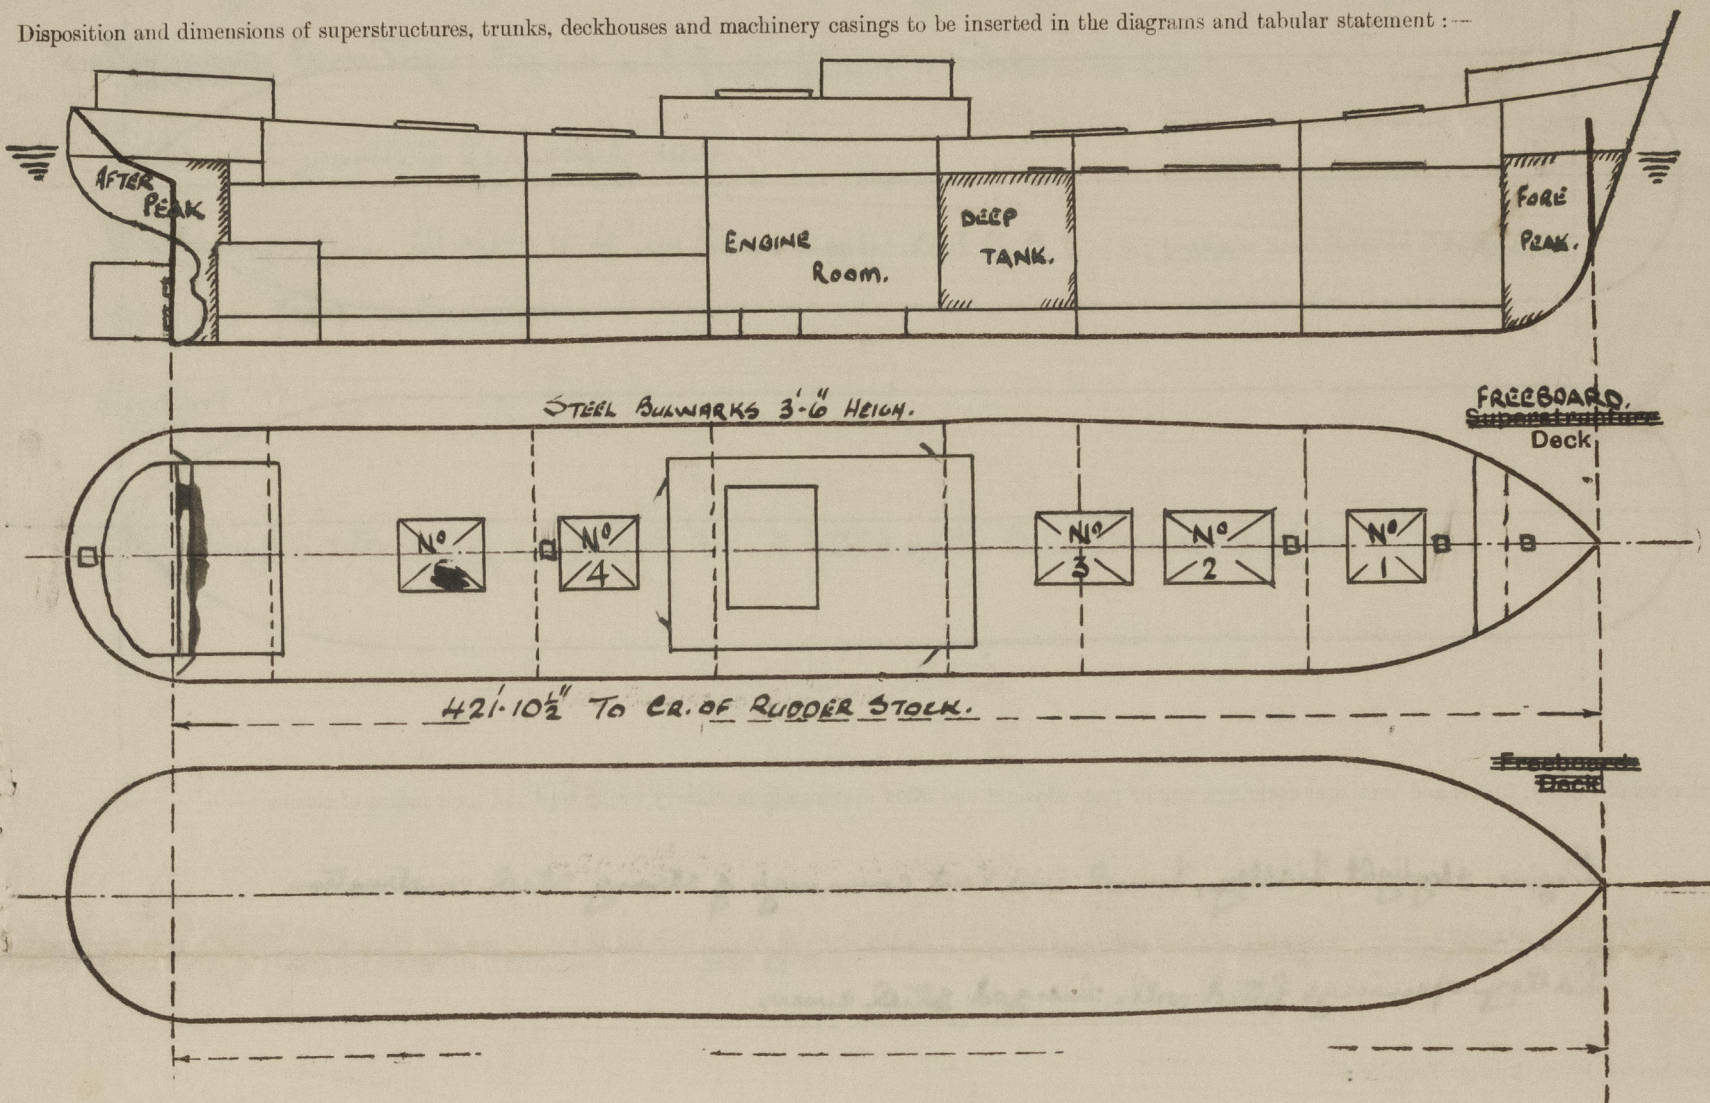 Disposition and dimensions of superstructures, trunks, deckhouses and machinery casings to be inserted in the diagrams and tabular statement :—
AFTER
PEAK
ENGINE
ROOM.
DEEP
TANK.
FORE
PEAK.
STEEL BULWARKS 3'-6" HEIGH.
FREEBOARD.
Superstructure
Deck
Nº
Nº
4
Nº
3
Nº
2
Nº
1
421'·10½" TO CR. OF RUDDER STOCK.
Freeboard
Deck